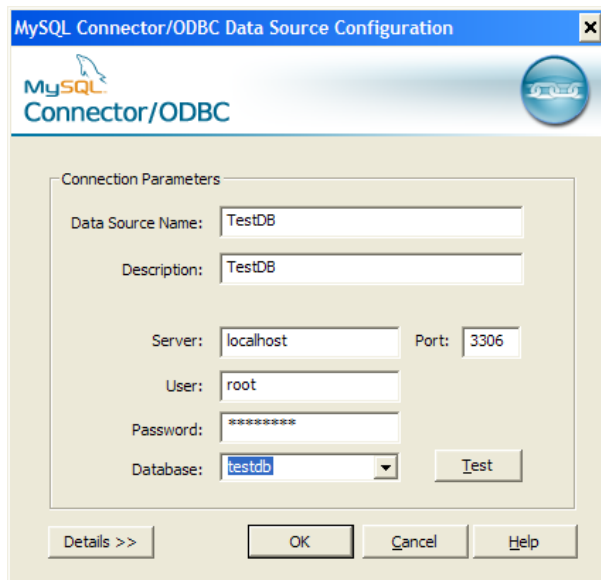 MySQL Connector/ODBC Data Source Configuration
MySQL
Connector/ODBC
Connection Parameters
Data Source Name: TestDB
Description: TestDB
Server: localhost Port: 3306
User: root
Password: ********
Database: testdb Test
Details >> OK Cancel Help